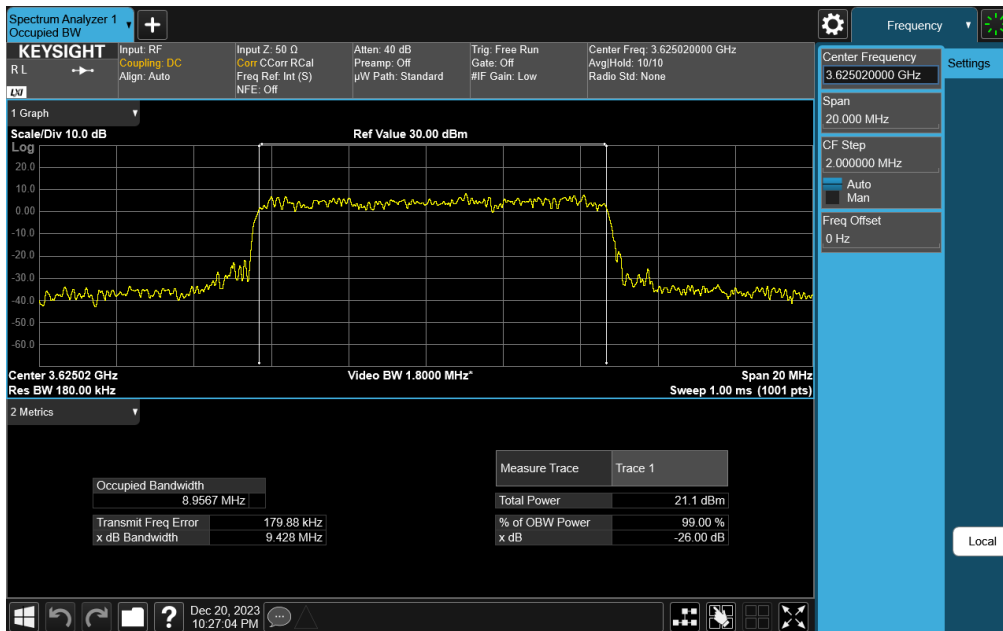 Spectrum Analyzer 1
Occupied BW
Frequency
KEYSIGHT
R L
LXI
Input: RF
Coupling: DC
Align: Auto
Input Z: 50 Ω
Corr CCorr RCal
Freq Ref: Int (S)
NFE: Off
Atten: 40 dB
Preamp: Off
µW Path: Standard
Trig: Free Run
Gate: Off
#IF Gain: Low
Center Freq: 3.625020000 GHz
Avg|Hold: 10/10
Radio Std: None
Center Frequency
3.625020000 GHz
Settings
Span
20.000 MHz
CF Step
2.000000 MHz
Auto
Man
Freq Offset
0 Hz
1 Graph
Scale/Div 10.0 dB
Ref Value 30.00 dBm
Log
20.0
10.0
0.00
-10.0
-20.0
-30.0
-40.0
-50.0
-60.0
Center 3.62502 GHz
Video BW 1.8000 MHz*
Span 20 MHz
Res BW 180.00 kHz
Sweep 1.00 ms (1001 pts)
2 Metrics
Measure Trace Trace 1
Occupied Bandwidth
8.9567 MHz
Total Power 21.1 dBm
Transmit Freq Error 179.88 kHz
% of OBW Power 99.00 %
x dB Bandwidth 9.428 MHz
x dB -26.00 dB
Local
Dec 20, 2023
10:27:04 PM